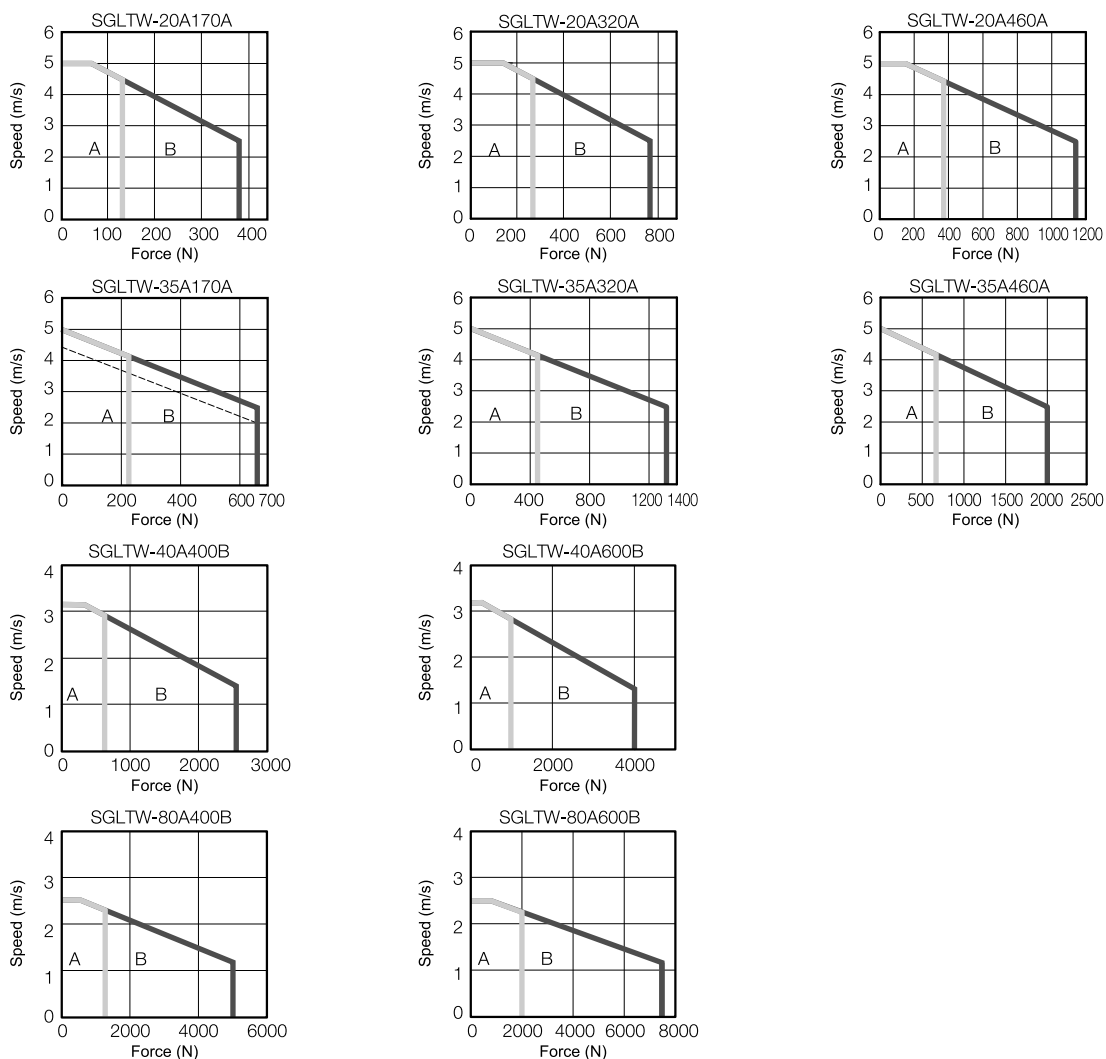 SGLTW-20A170A
6
5
4
3
2
1
0
Speed (m/s)
A
B
0 100 200 300 400
Force (N)
SGLTW-20A320A
6
5
4
3
2
1
0
Speed (m/s)
A
B
0 200 400 600 800
Force (N)
SGLTW-20A460A
6
5
4
3
2
1
0
Speed (m/s)
A
B
0 200 400 600 800 1000 1200
Force (N)
SGLTW-35A170A
6
5
4
3
2
1
0
Speed (m/s)
A
B
0 200 400 600 700
Force (N)
SGLTW-35A320A
6
5
4
3
2
1
0
Speed (m/s)
A
B
0 400 800 1200 1400
Force (N)
SGLTW-35A460A
6
5
4
3
2
1
0
Speed (m/s)
A
B
0 500 1000 1500 2000 2500
Force (N)
SGLTW-40A400B
4
3
2
1
0
Speed (m/s)
A
B
0 1000 2000 3000
Force (N)
SGLTW-40A600B
4
3
2
1
0
Speed (m/s)
A
B
0 2000 4000
Force (N)
SGLTW-80A400B
4
3
2
1
0
Speed (m/s)
A
B
0 2000 4000 6000
Force (N)
SGLTW-80A600B
4
3
2
1
0
Speed (m/s)
A
B
0 2000 4000 6000 8000
Force (N)